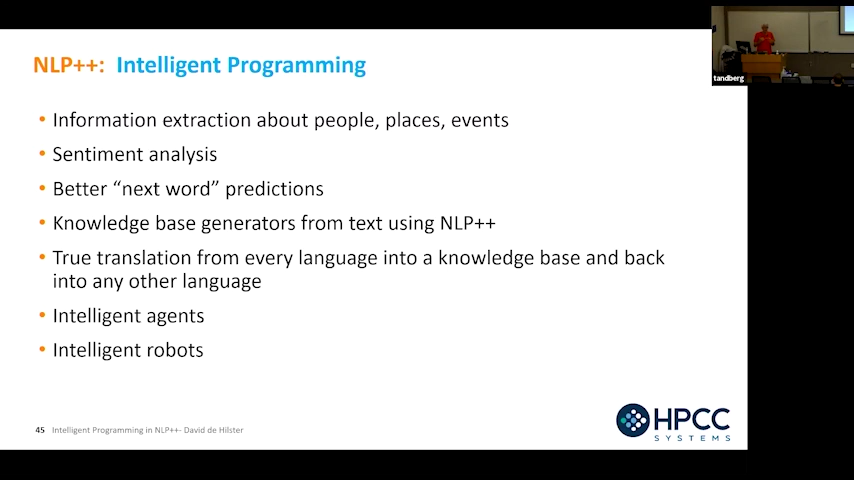 tandberg
NLP++: Intelligent Programming
• Information extraction about people, places, events
• Sentiment analysis
• Better “next word” predictions
• Knowledge base generators from text using NLP++
• True translation from every language into a knowledge base and back
into any other language
• Intelligent agents
• Intelligent robots
45 Intelligent Programming in NLP++- David de Hilster
HPCC
SYSTEMS